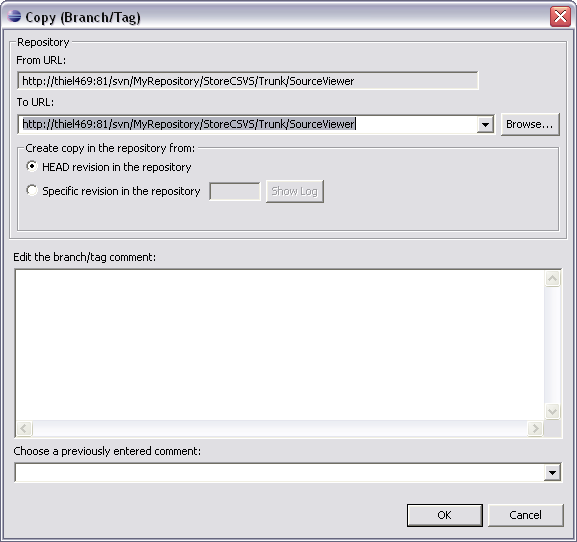 Copy (Branch/Tag)
Repository
From URL:
http://thiel469:81/svn/MyRepository/StoreCSVS/Trunk/SourceViewer
To URL:
http://thiel469:81/svn/MyRepository/StoreCSVS/Trunk/SourceViewer
Browse...
Create copy in the repository from:
HEAD revision in the repository
Specific revision in the repository
Show Log
Edit the branch/tag comment:
Choose a previously entered comment:
OK
Cancel